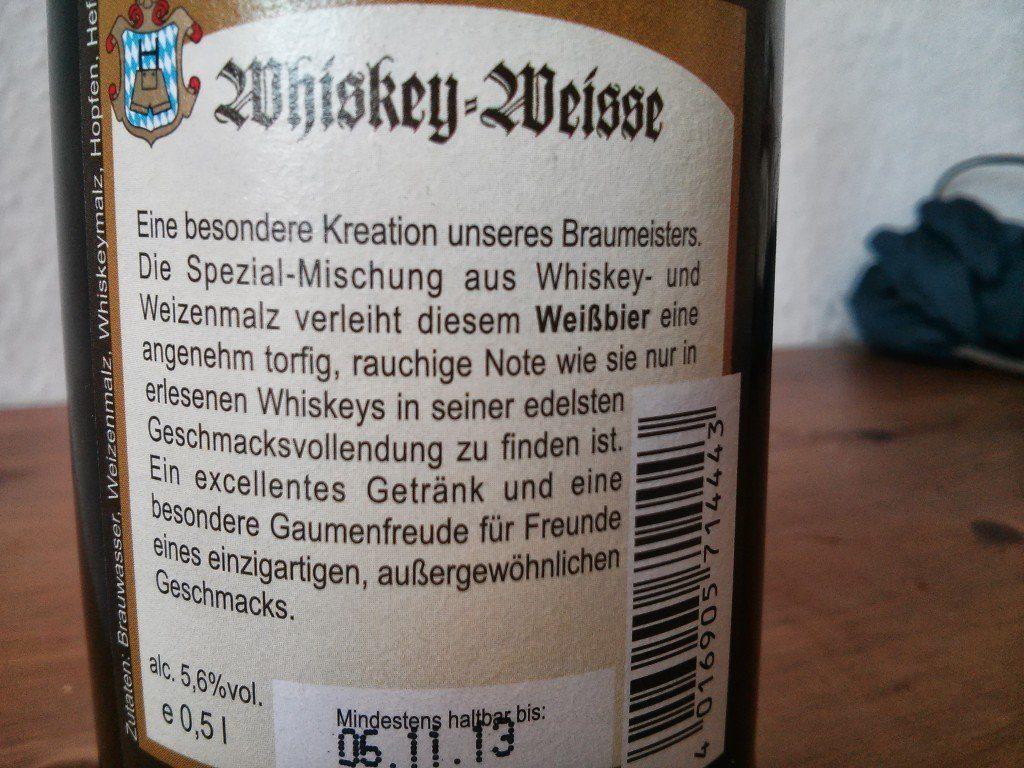 Whiskey-Weisse
Eine besondere Kreation unseres Braumeisters.
Die Spezial-Mischung aus Whiskey- und
Weizenmalz verleiht diesem Weißbier eine
angenehm torfig, rauchige Note wie sie nur in
erlesenen Whiskeys in seiner edelsten
Geschmacksvollendung zu finden ist.
Ein excellentes Getränk und eine
besondere Gaumenfreude für Freunde
eines einzigartigen, außergewöhnlichen
Geschmacks.
alc. 5,6%vol.
e 0,5 l
Mindestens haltbar bis:
06.11.13
4 016905 714443
Zutaten: Brauwasser, Weizenmalz, Whiskeymalz, Hopfen, Hef